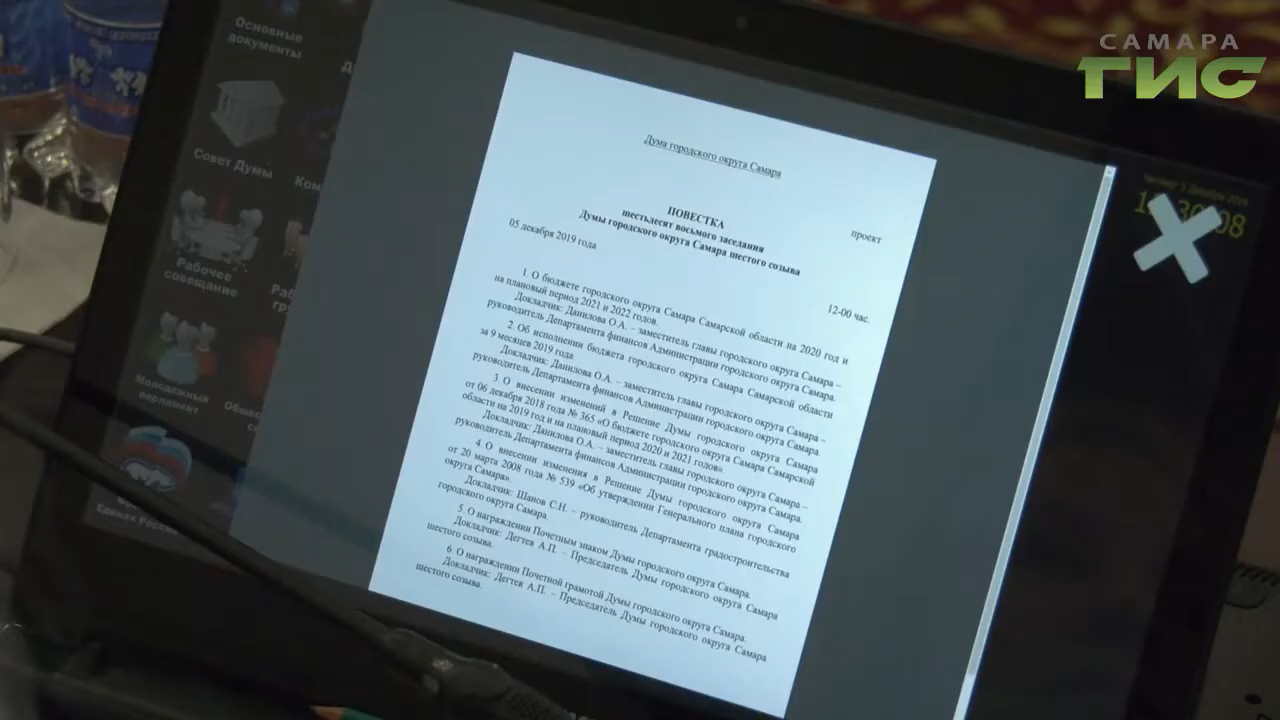 САМАРА
ГИС
Основные
документы
Совет Думы
Рабочее
совещание
Молодежный
парламент
Единая
Четверг 5 Декабря 2019
Дума городского округа Самара
проект
ПОВЕСТКА
шестьдесят восьмого заседания
Думы городского округа Самара шестого созыва
05 декабря 2019 года
12-00 час.
1. О бюджете городского округа Самара Самарской области на 2020 год и
на плановый период 2021 и 2022 годов.
Докладчик: Данилова О.А. – заместитель главы городского округа Самара –
руководитель Департамента финансов Администрации городского округа Самара.
2. Об исполнении бюджета городского округа Самара Самарской области
за 9 месяцев 2019 года.
Докладчик: Данилова О.А. – заместитель главы городского округа Самара –
руководитель Департамента финансов Администрации городского округа Самара.
3. О внесении изменений в Решение Думы городского округа Самара
от 06 декабря 2018 года № 365 «О бюджете городского округа Самара Самарской
области на 2019 год и на плановый период 2020 и 2021 годов»
Докладчик: Данилова О.А. – заместитель главы городского округа Самара –
руководитель Департамента финансов Администрации городского округа Самара.
4. О внесении изменения в Решение Думы городского округа Самара
от 20 марта 2008 года № 539 «Об утверждении Генерального плана городского
округа Самара».
Докладчик: Шанов С.Н. – руководитель Департамента градостроительства
городского округа Самара.
5. О награждении Почетным знаком Думы городского округа Самара.
Докладчик: Дегтев А.П. – Председатель Думы городского округа Самара
шестого созыва.
6. О награждении Почетной грамотой Думы городского округа Самара.
Докладчик: Дегтев А.П. – Председатель Думы городского округа Самара
шестого созыва.